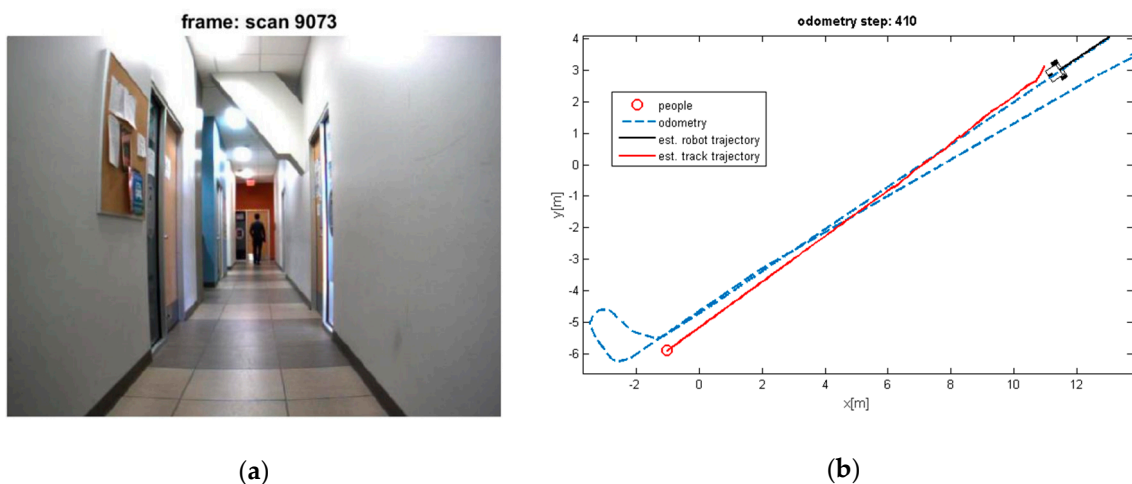 frame: scan 9073
(a)
odometry step: 410
4
3
2
1
0
-1
-2
-3
-4
-5
-6
y[m]
people
odometry
est. robot trajectory
est. track trajectory
-2
0
2
4
6
8
10
12
x[m]
(b)